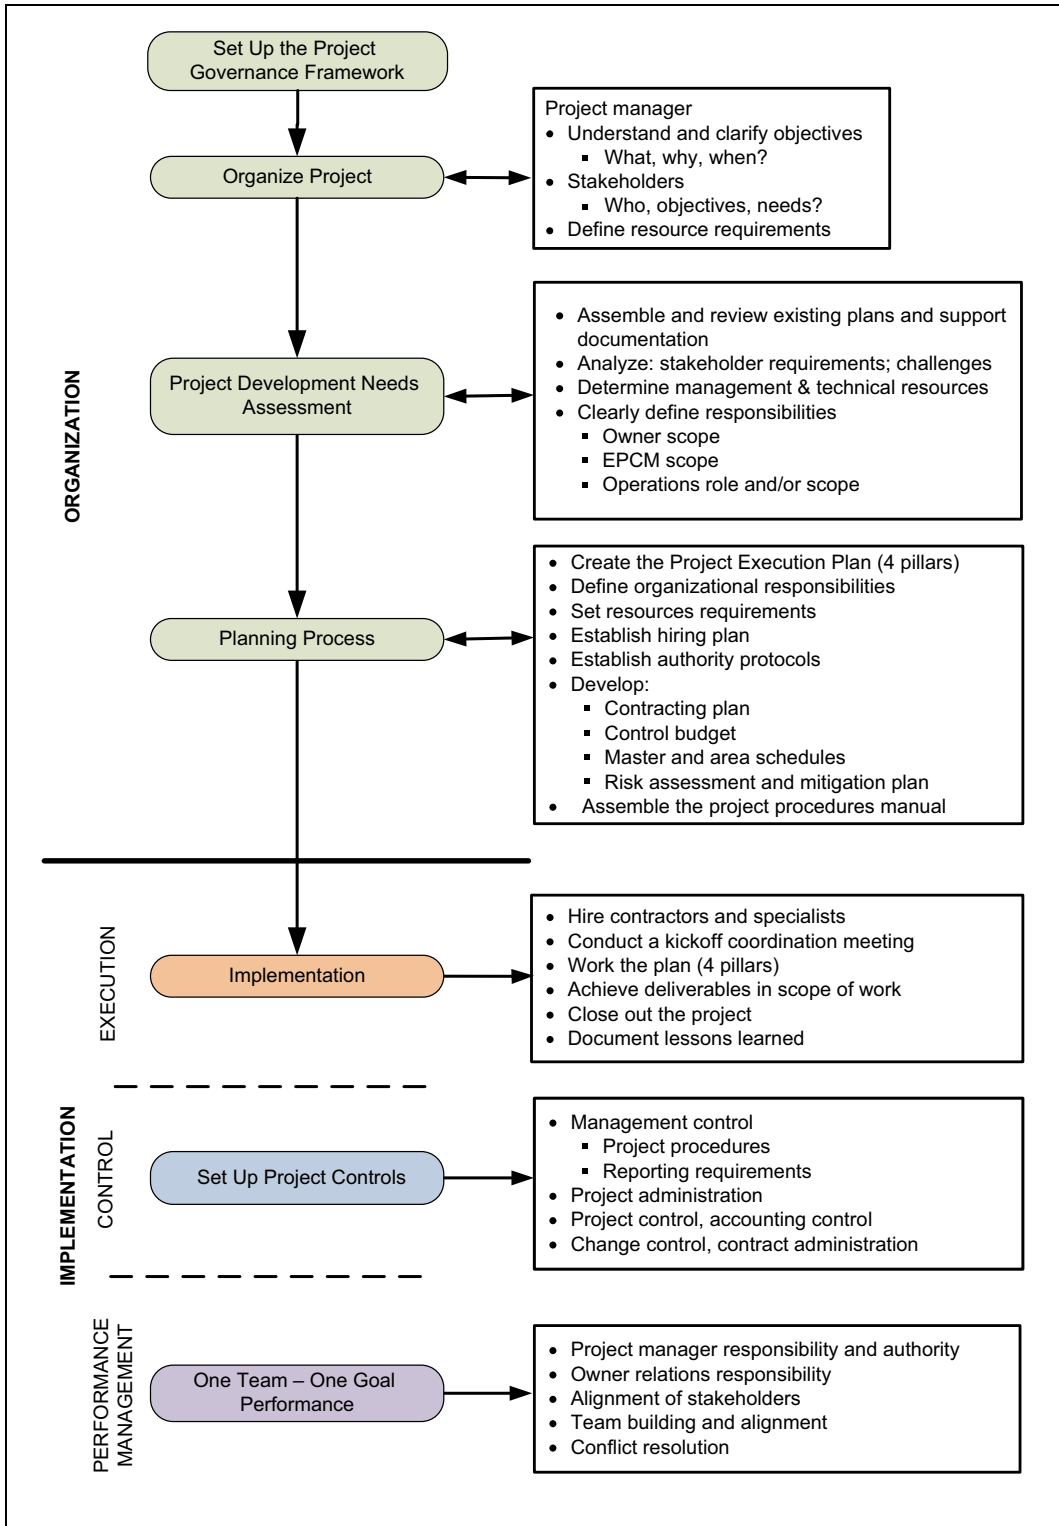 Set Up the Project
Governance Framework
Organize Project
Project manager
• Understand and clarify objectives
▪ What, why, when?
• Stakeholders
▪ Who, objectives, needs?
• Define resource requirements
ORGANIZATION
Project Development Needs
Assessment
• Assemble and review existing plans and support
documentation
• Analyze: stakeholder requirements; challenges
• Determine management & technical resources
• Clearly define responsibilities
▪ Owner scope
▪ EPCM scope
▪ Operations role and/or scope
Planning Process
• Create the Project Execution Plan (4 pillars)
• Define organizational responsibilities
• Set resources requirements
• Establish hiring plan
• Establish authority protocols
• Develop:
▪ Contracting plan
▪ Control budget
▪ Master and area schedules
▪ Risk assessment and mitigation plan
• Assemble the project procedures manual
IMPLEMENTATION
EXECUTION
Implementation
• Hire contractors and specialists
• Conduct a kickoff coordination meeting
• Work the plan (4 pillars)
• Achieve deliverables in scope of work
• Close out the project
• Document lessons learned
CONTROL
Set Up Project Controls
• Management control
▪ Project procedures
▪ Reporting requirements
• Project administration
• Project control, accounting control
• Change control, contract administration
PERFORMANCE
MANAGEMENT
One Team – One Goal
Performance
• Project manager responsibility and authority
• Owner relations responsibility
• Alignment of stakeholders
• Team building and alignment
• Conflict resolution